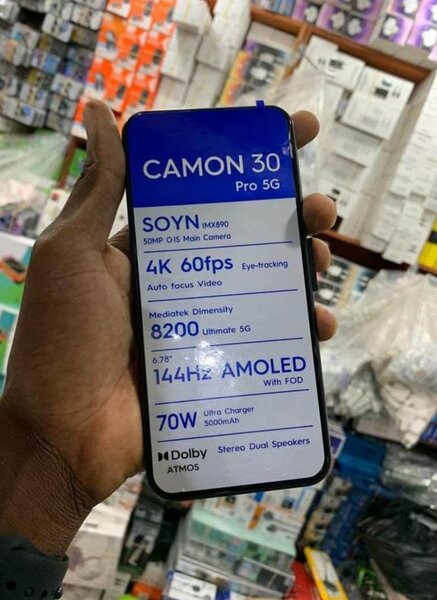 CAMON 30
Pro 5G
SOYN IMX890
50MP O1S Main Camera
4K 60fps Eye-tracking
Auto focus Video
Mediatek Dimensity
8200 Ultimate 5G
6.78"
144Hz AMOLED
With FOD
70W Ultra Charger
5000mAh
Dolby Stereo Dual Speakers
ATMOS